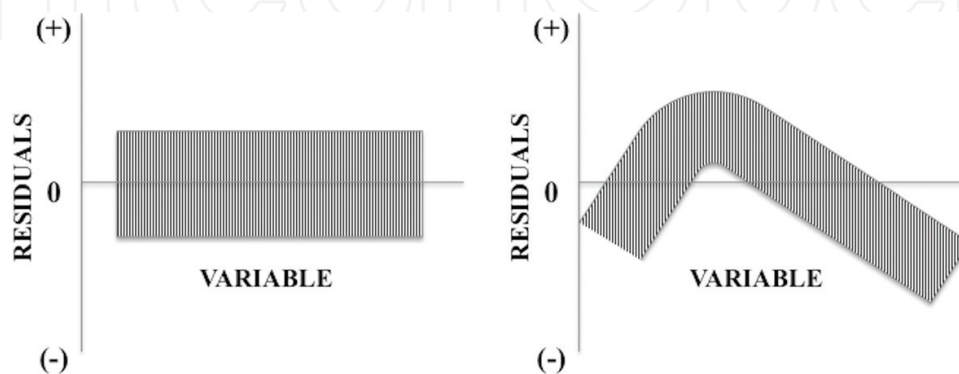 (+)
RESIDUALS
0
VARIABLE
(-)
(+)
RESIDUALS
0
VARIABLE
(-)